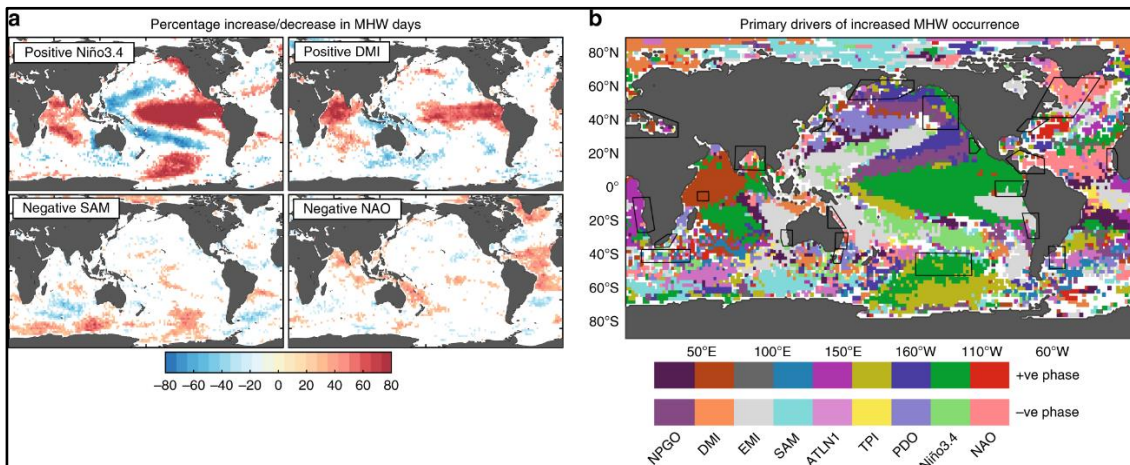 a
Percentage increase/decrease in MHW days
Positive Niño3.4
Positive DMI
Negative SAM
Negative NAO
–80 –60 –40 –20 0 20 40 60 80
b
Primary drivers of increased MHW occurrence
80°N
60°N
40°N
20°N
0°
20°S
40°S
60°S
80°S
50°E 100°E 150°E 160°W 110°W 60°W
+ve phase
–ve phase
NPGO DMI EMI SAM ATLN1 TPI PDO Niño3.4 NAO